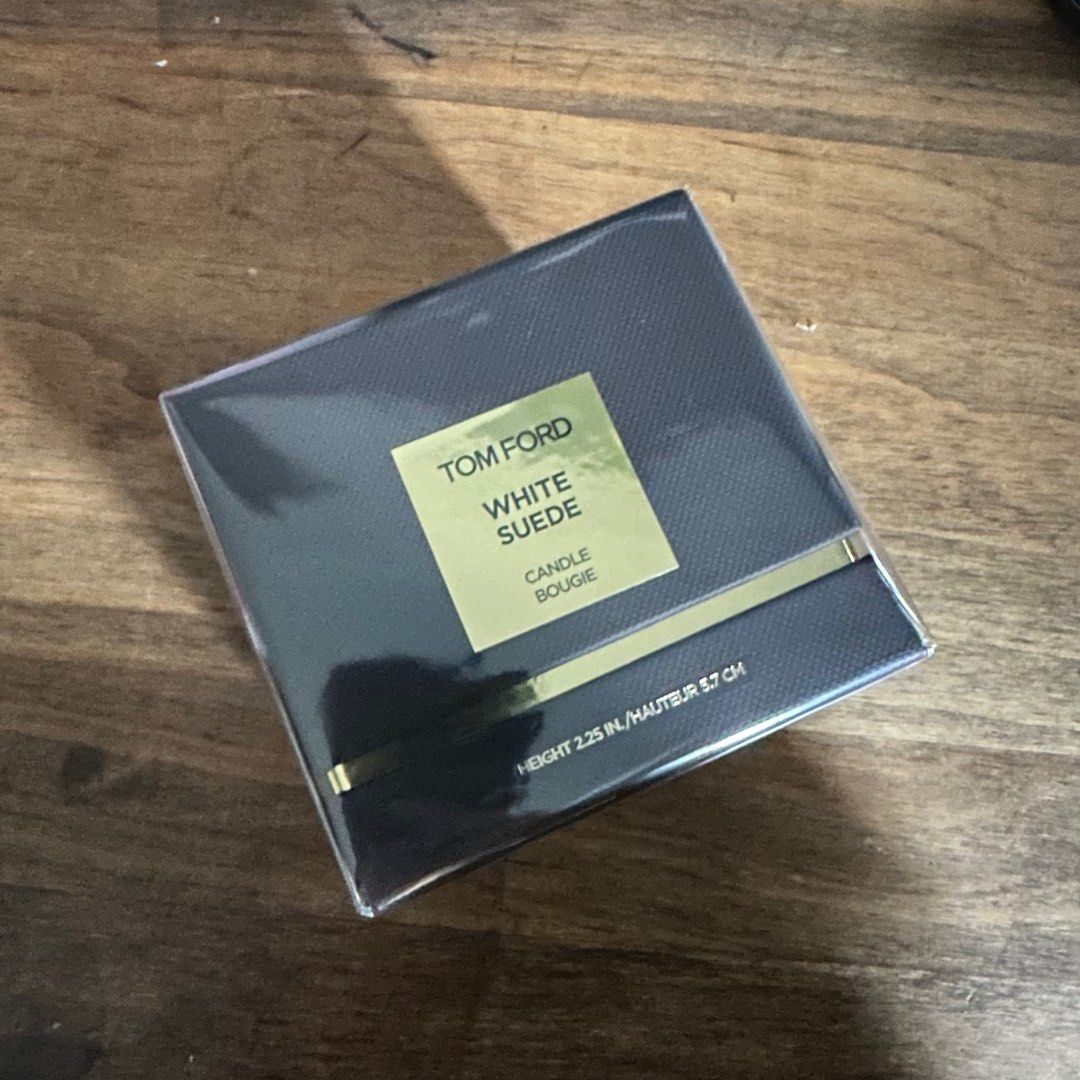 TOM FORD
WHITE
SUEDE
CANDLE
BOUGIE
HEIGHT 2.25 IN./HAUTEUR 5.7 CM